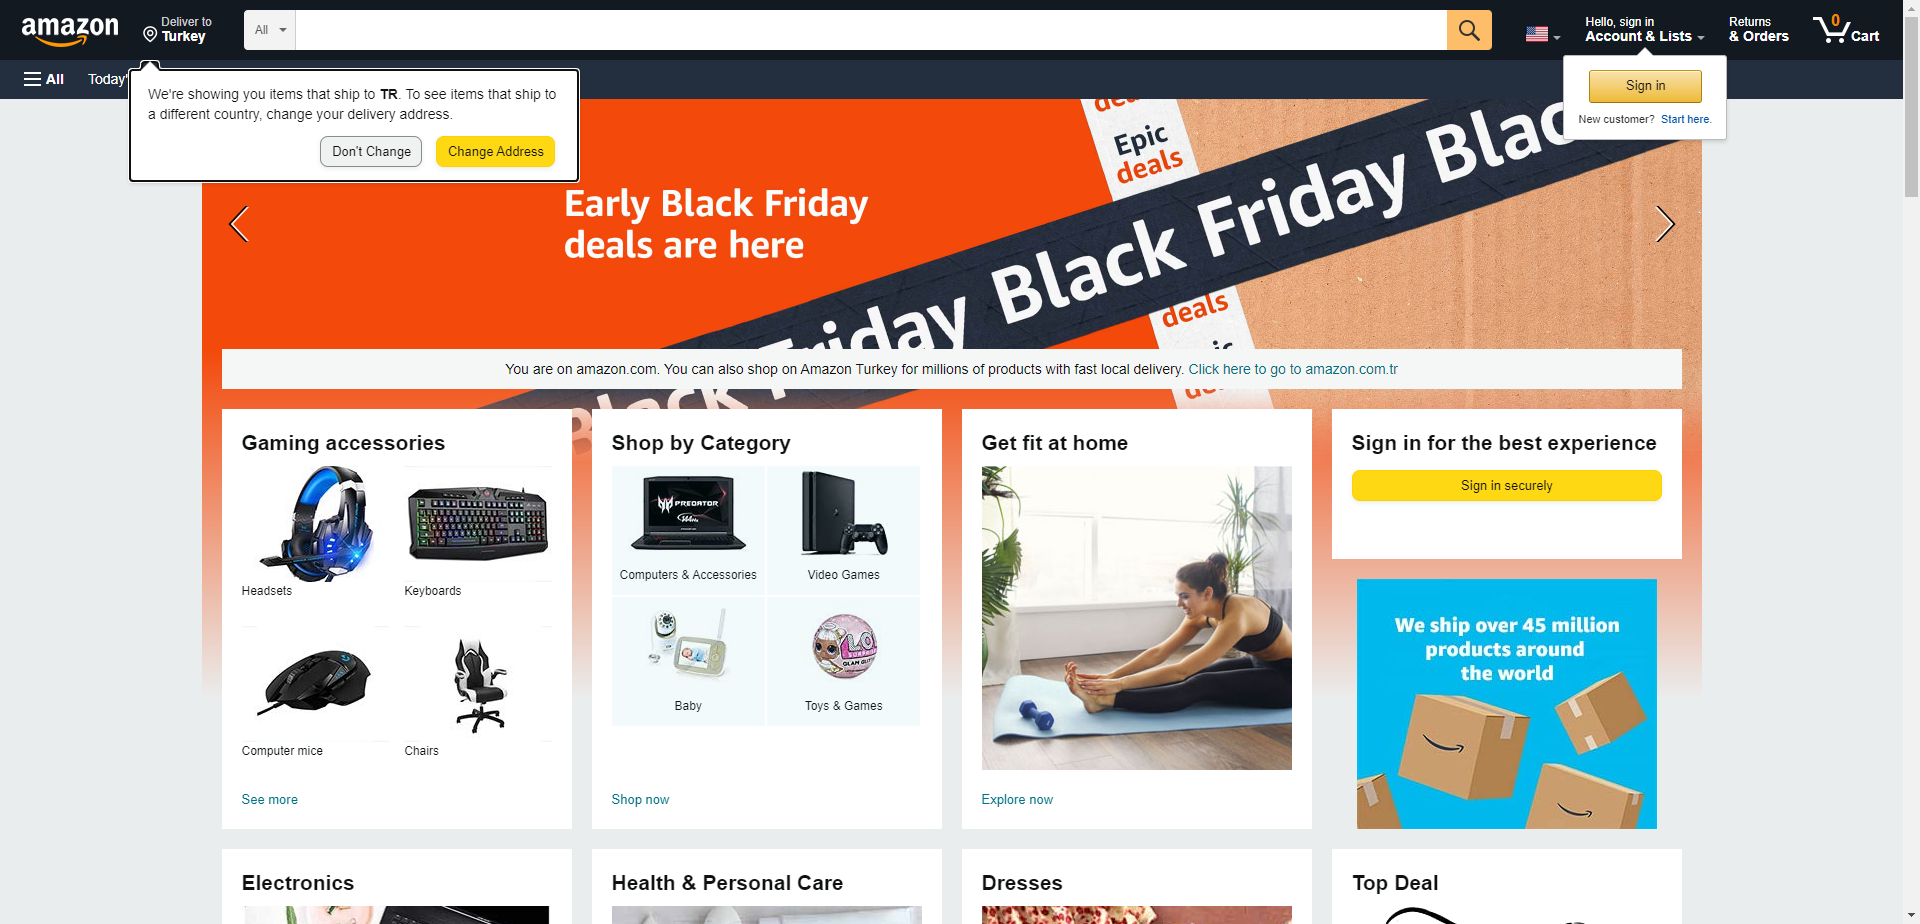 amazon
Deliver to
Turkey
All
Hello, sign in
Account & Lists
Returns
& Orders
0
Cart
All
Today'
We're showing you items that ship to TR. To see items that ship to
a different country, change your delivery address.
Don't Change
Change Address
Sign in
New customer? Start here.
Early Black Friday
deals are here
Epic
deals
Black Friday Black
deals
You are on amazon.com. You can also shop on Amazon Turkey for millions of products with fast local delivery. Click here to go to amazon.com.tr
Gaming accessories
Headsets
Keyboards
Computer mice
Chairs
See more
Shop by Category
PREDATOR
Computers & Accessories
Video Games
Baby
Toys & Games
Shop now
Get fit at home
Explore now
Sign in for the best experience
Sign in securely
We ship over 45 million
products around
the world
Electronics
Health & Personal Care
Dresses
Top Deal